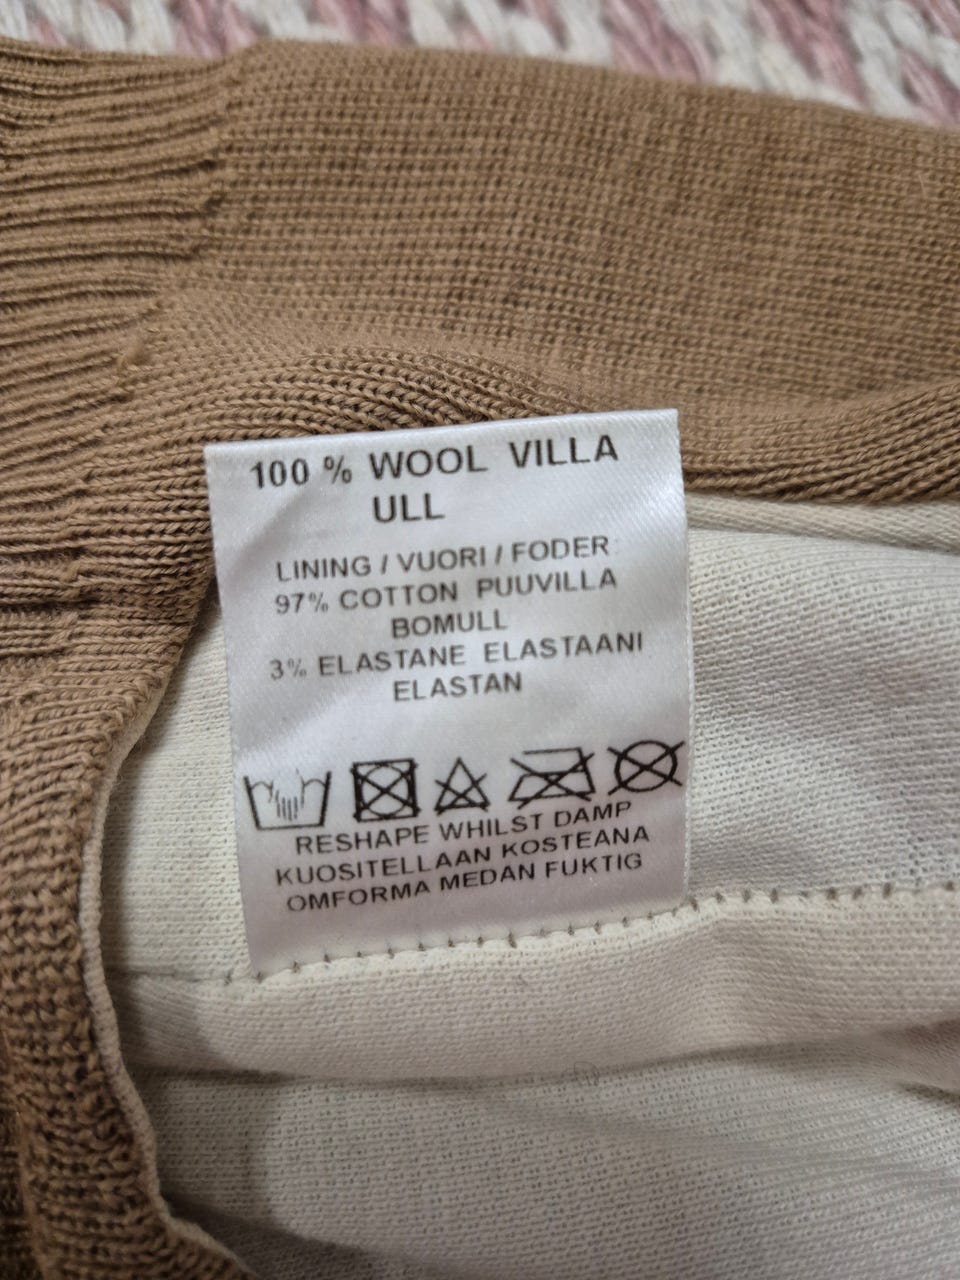 100 % WOOL VILLA
ULL
LINING / VUORI / FODER:
97% COTTON PUUVILLA
BOMULL
3% ELASTANE ELASTAANI
ELASTAN
RESHAPE WHILST DAMP
KUOSITELLAAN KOSTEANA
OMFORMA MEDAN FUKTIG